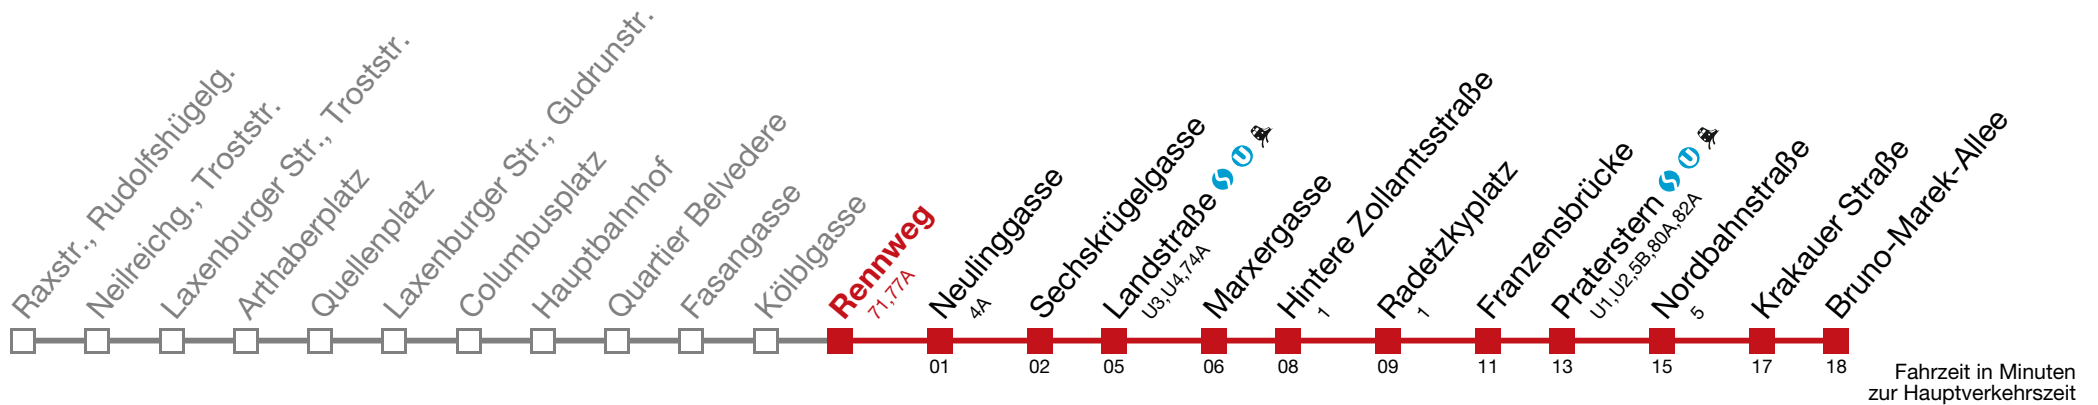 Raxstr., Rudolfshügelg.
Neilreichg., Troststr.
Laxenburger Str., Troststr.
Arthaberplatz
Quellenplatz
Laxenburger Str., Gudrunstr.
Columbusplatz
Hauptbahnhof
Quartier Belvedere
Fasangasse
Kölblgasse
Rennweg
71,77A
Neulinggasse
4A
Sechskrügelgasse
Landstraße S U
U3,U4,74A
Marxergasse
Hintere Zollamtsstraße
1
Radetzkyplatz
1
Franzensbrücke
Praterstern S U
U1,U2,5B,80A,82A
Nordbahnstraße
5
Krakauer Straße
Bruno-Marek-Allee
01 02 05 06 08 09 11 13 15 17 18
Fahrzeit in Minuten
zur Hauptverkehrszeit